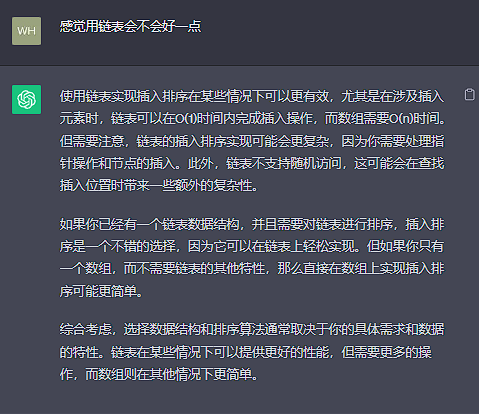 WH
感觉用链表会不会好一点
使用链表实现插入排序在某些情况下可以更有效，尤其是在涉及插入
元素时，链表可以在O(1)时间内完成插入操作，而数组需要O(n)时间。
但需要注意，链表的插入排序实现可能会更复杂，因为你需要处理指
针操作和节点的插入。此外，链表不支持随机访问，这可能会在查找
插入位置时带来一些额外的复杂性。
如果你已经有一个链表数据结构，并且需要对链表进行排序，插入排
序是一个不错的选择，因为它可以在链表上轻松实现。但如果你只有
一个数组，而不需要链表的其他特性，那么直接在数组上实现插入排
序可能更简单。
综合考虑，选择数据结构和排序算法通常取决于你的具体需求和数据
的特性。链表在某些情况下可以提供更好的性能，但需要更多的操
作，而数组则在其他情况下更简单。